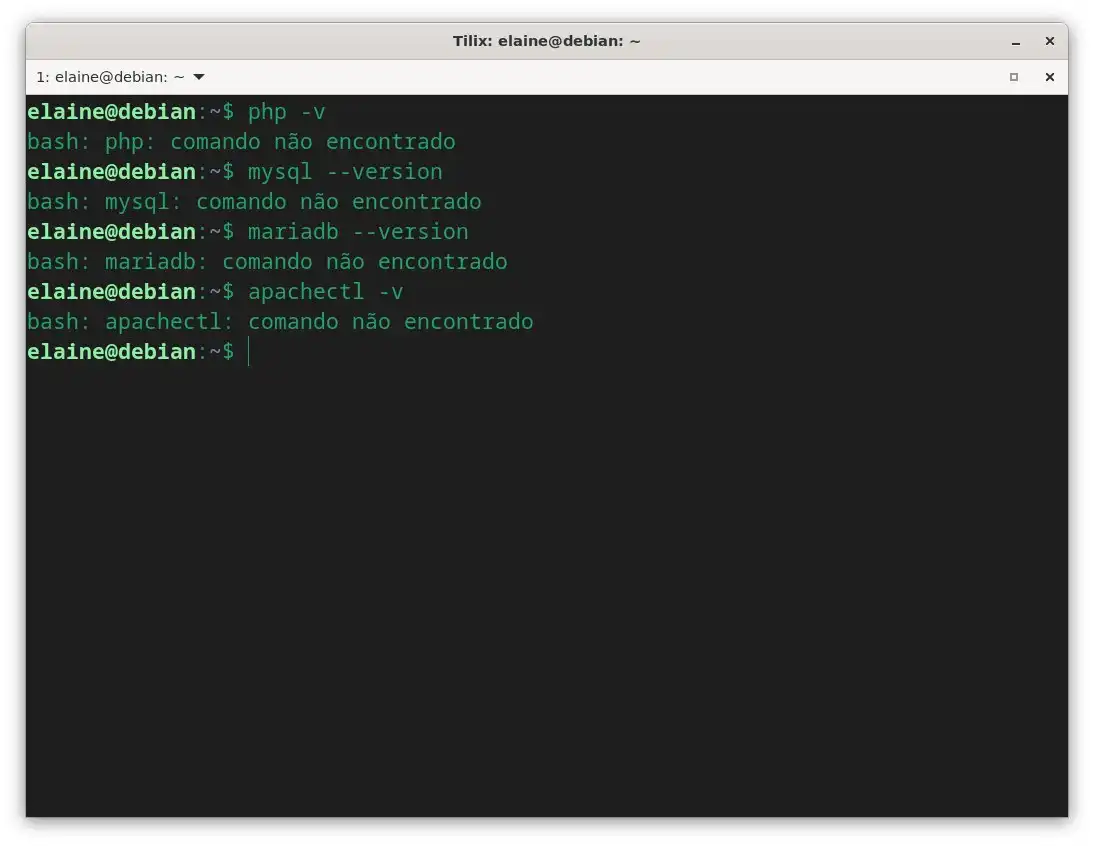 Tilix: elaine@debian: ~
1: elaine@debian: ~
elaine@debian:~$ php -v
bash: php: comando não encontrado
elaine@debian:~$ mysql --version
bash: mysql: comando não encontrado
elaine@debian:~$ mariadb --version
bash: mariadb: comando não encontrado
elaine@debian:~$ apachectl -v
bash: apachectl: comando não encontrado
elaine@debian:~$